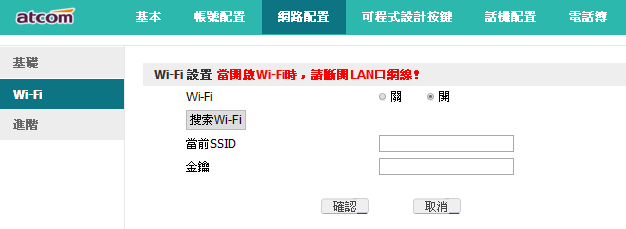 atcom 基本 帳號配置 網路配置 可程式設計按鍵 話機配置 電話簿
基礎
Wi-Fi
進階
Wi-Fi 設置 當開啟Wi-Fi時，請斷開LAN口網線!
Wi-Fi 關 開
搜索Wi-Fi
當前SSID
金鑰
確認 取消